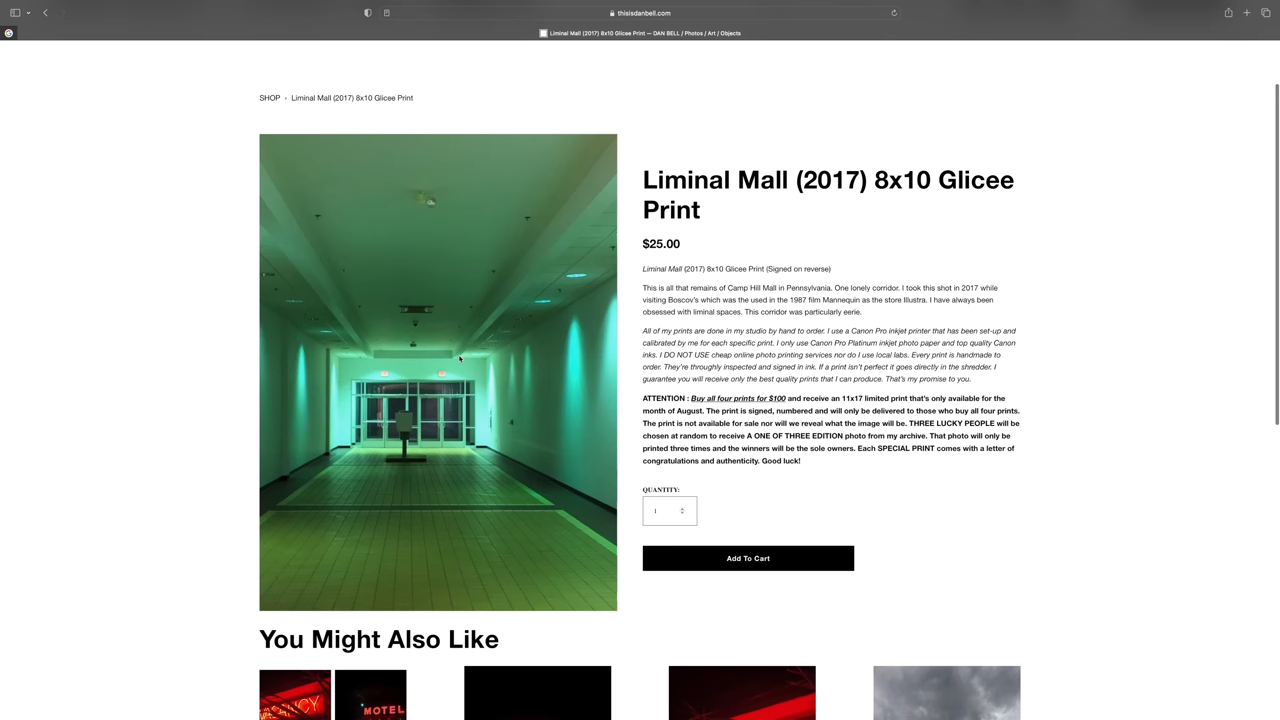 thisisdanbell.com
Liminal Mall (2017) 8x10 Glicee Print — DAN BELL / Photos / Art / Objects
SHOP › Liminal Mall (2017) 8x10 Glicee Print
Liminal Mall (2017) 8x10 Glicee
Print
$25.00
Liminal Mall (2017) 8x10 Glicee Print (Signed on reverse)
This is all that remains of Camp Hill Mall in Pennsylvania. One lonely corridor. I took this shot in 2017 while
visiting Boscov's which was the used in the 1987 film Mannequin as the store Illustra. I have always been
obsessed with liminal spaces. This corridor was particularly eerie.
All of my prints are done in my studio by hand to order. I use a Canon Pro inkjet printer that has been set-up and
calibrated by me for each specific print. I only use Canon Pro Platinum inkjet photo paper and top quality Canon
inks. I DO NOT USE cheap online photo printing services nor do I use local labs. Every print is handmade to
order. They're throughly inspected and signed in ink. If a print isn't perfect it goes directly in the shredder. I
guarantee you will receive only the best quality prints that I can produce. That's my promise to you.
ATTENTION : Buy all four prints for $100 and receive an 11x17 limited print that's only available for the
month of August. The print is signed, numbered and will only be delivered to those who buy all four prints.
The print is not available for sale nor will we reveal what the image will be. THREE LUCKY PEOPLE will be
chosen at random to receive A ONE OF THREE EDITION photo from my archive. That photo will only be
printed three times and the winners will be the sole owners. Each SPECIAL PRINT comes with a letter of
congratulations and authenticity. Good luck!
QUANTITY:
1
Add To Cart
You Might Also Like
VACANCY
MOTEL